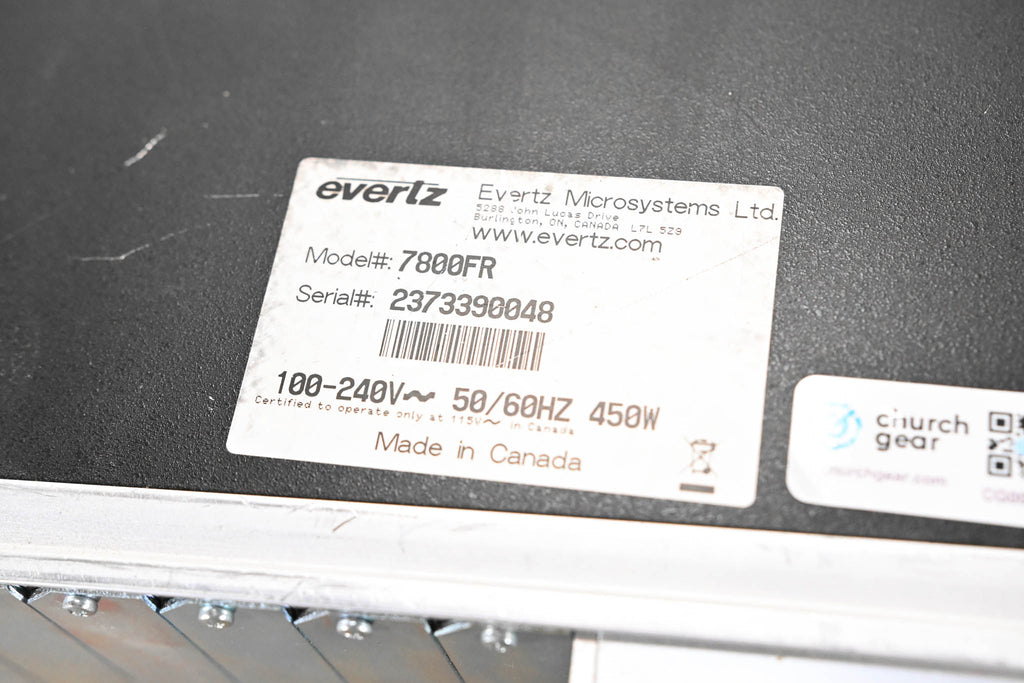 evertz
Evertz Microsystems Ltd.
5288 John Lucas Drive
Burlington, ON, CANADA L7L 5Z9
www.evertz.com
Model#: 7800FR
Serial#: 2373390048
100-240V~ 50/60HZ 450W
Certified to operate only at 115V~ in Canada
Made in Canada
church
gear
churchgear.com